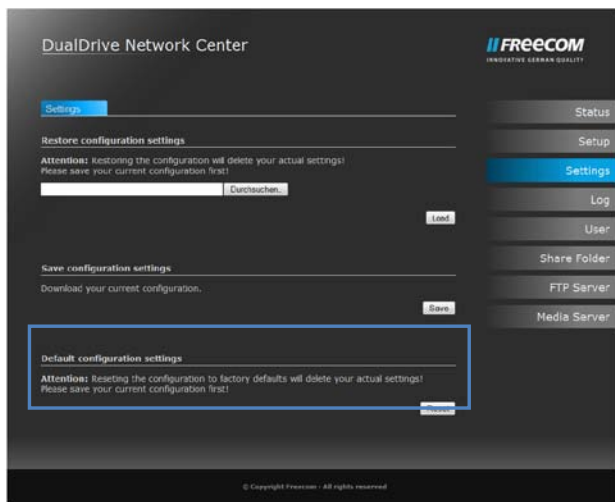 DualDrive Network Center
FREECOM
INNOVATIVE GERMAN QUALITY
Settings
Restore configuration settings
Attention: Restoring the configuration will delete your actual settings!
Please save your current configuration first!
Durchsuchen..
Load
Save configuration settings
Download your current configuration.
Save
Default configuration settings
Attention: Reseting the configuration to factory defaults will delete your actual settings!
Please save your current configuration first!
Status
Setup
Settings
Log
User
Share Folder
FTP Server
Media Server
© Copyright Freecom - All rights reserved